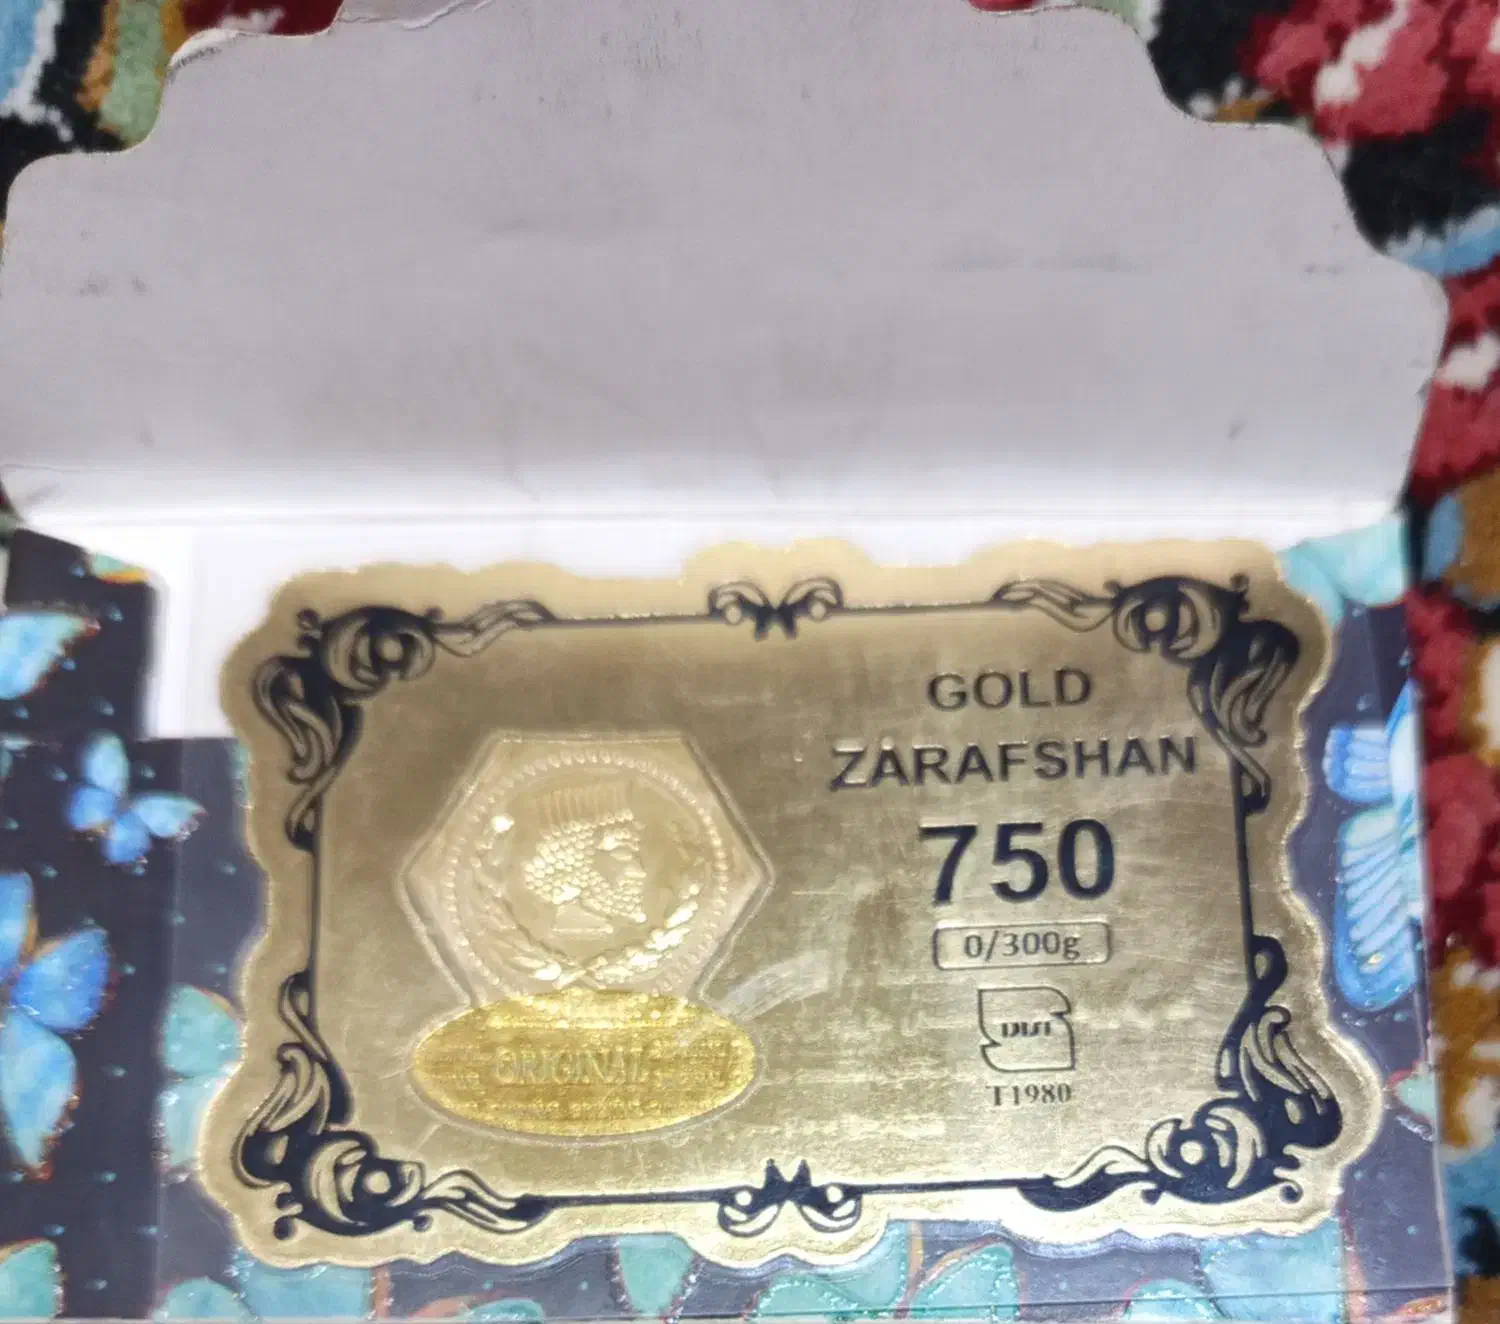 GOLD
ZARAFSHAN
750
0/300g
T1980
ORIGINAL